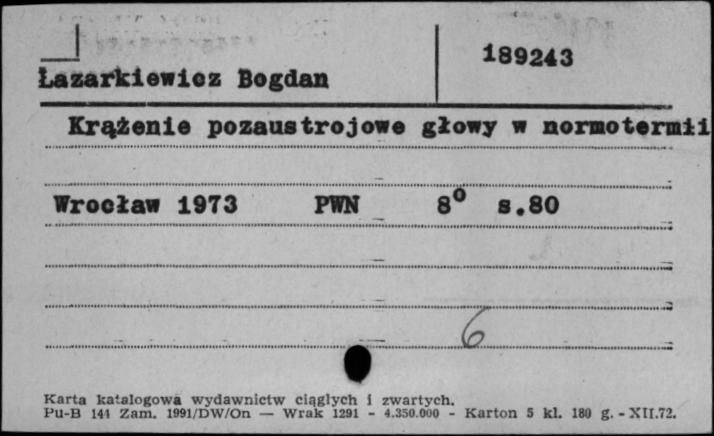 189243
Łazarkiewicz Bogdan
Krążenie pozaustrojowe głowy w normotermii
Wrocław 1973 PWN 8° s.80
6
Karta katalogowa wydawnictw ciągłych i zwartych.
Pu-B 141 Zam. 1991/DW/On — Wrak 1291 - 4.350.000 - Karton 5 kl. 180 g. - XII.72.